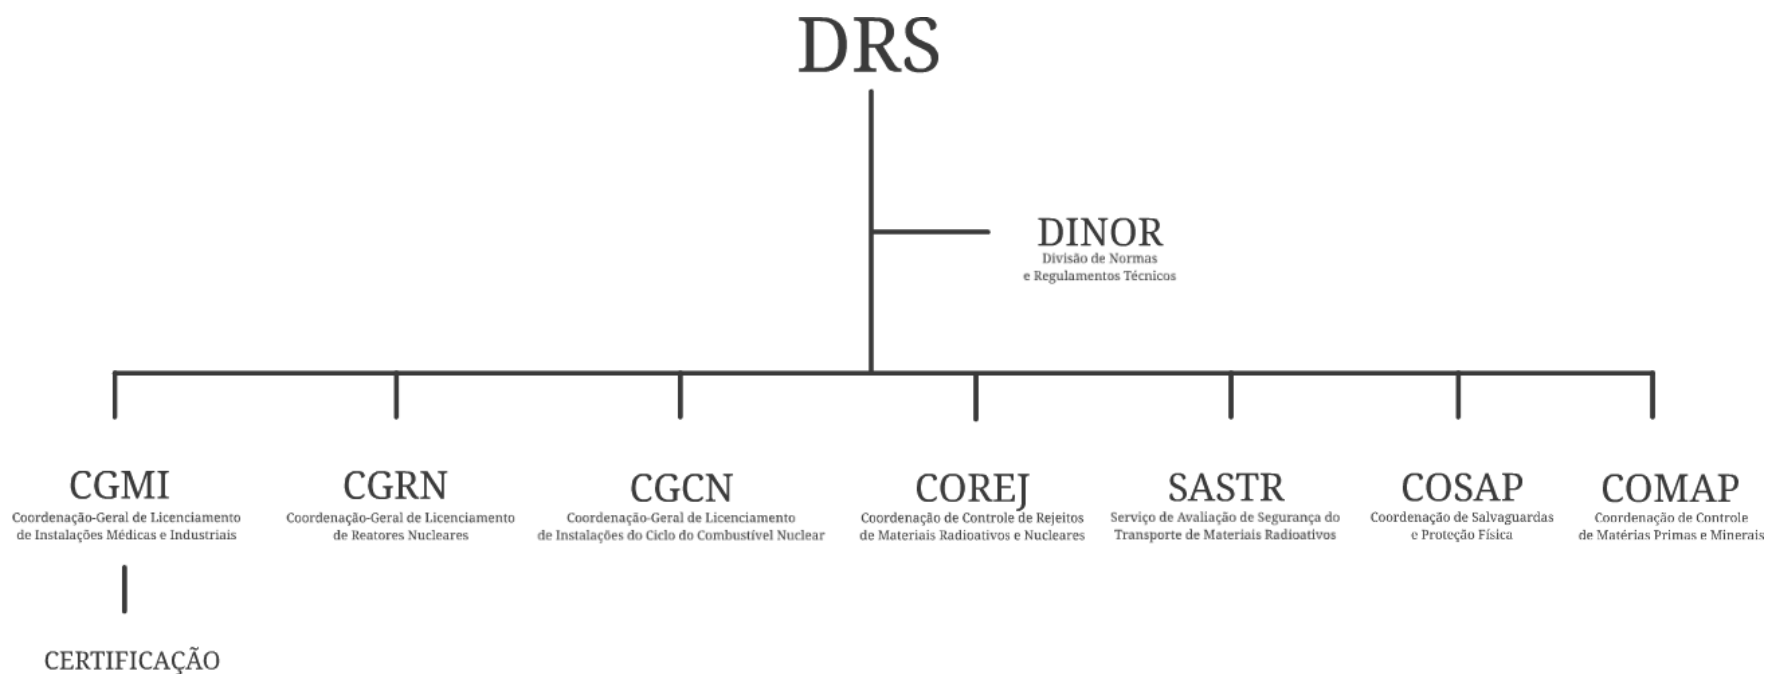 DRS
DINOR
Divisão de Normas
e Regulamentos Técnicos
CGMI
Coordenação-Geral de Licenciamento
de Instalações Médicas e Industriais
CGRN
Coordenação-Geral de Licenciamento
de Reatores Nucleares
CGCN
Coordenação-Geral de Licenciamento
de Instalações do Ciclo do Combustível Nuclear
COREJ
Coordenação de Controle de Rejeitos
de Materiais Radioativos e Nucleares
SASTR
Serviço de Avaliação de Segurança do
Transporte de Materiais Radioativos
COSAP
Coordenação de Salvaguardas
e Proteção Física
COMAP
Coordenação de Controle
de Matérias Primas e Minerais
CERTIFICAÇÃO